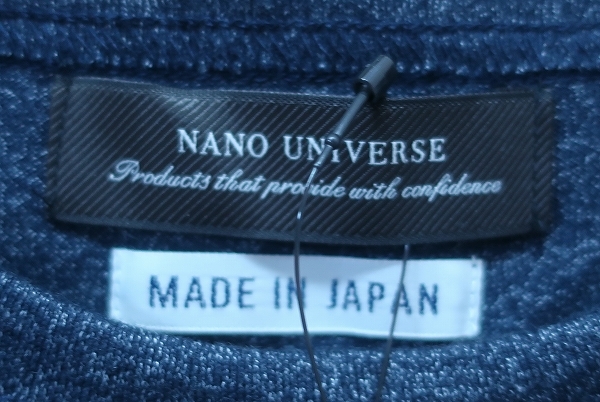 NANO UNIVERSE
Products that provide with confidence
MADE IN JAPAN